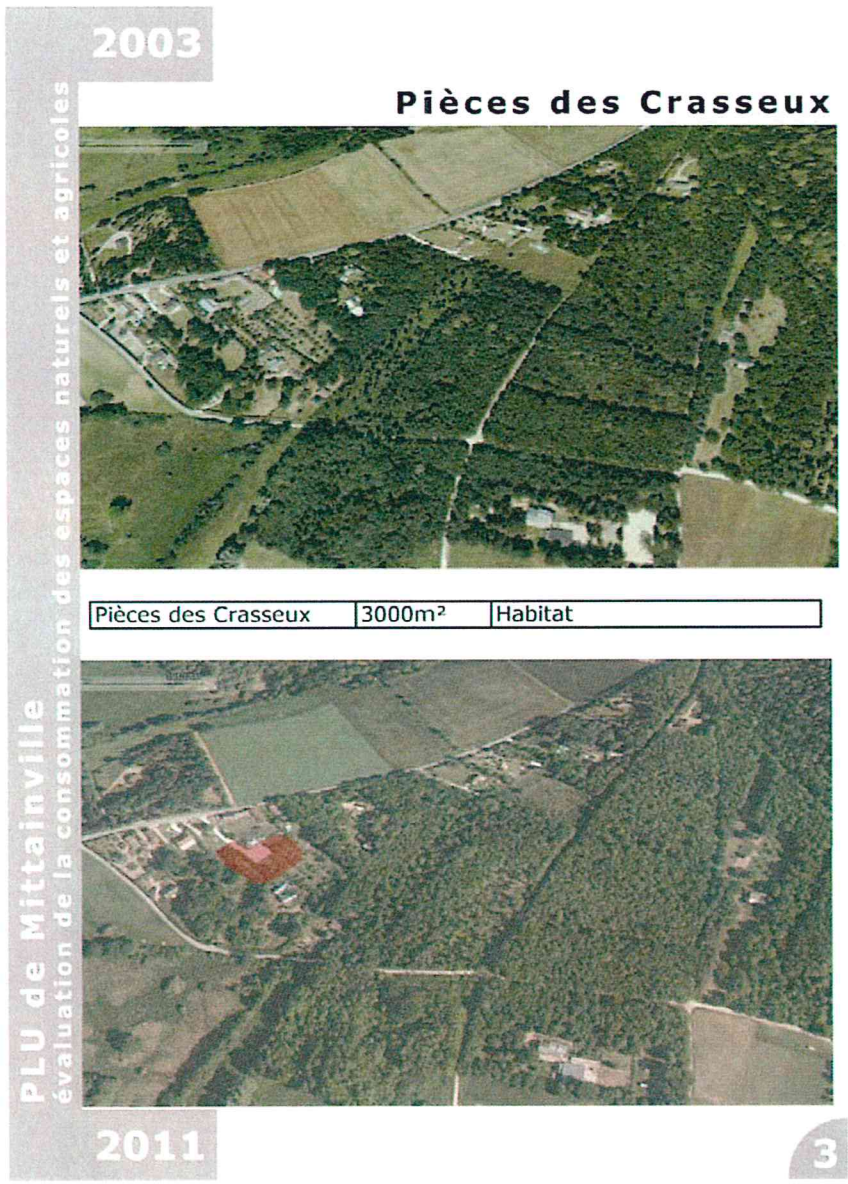 2003
Pièces des Crasseux
Pièces des Crasseux 3000m² Habitat
PLU de Mittainville
évaluation de la consommation des espaces naturels et agricoles
2011
3